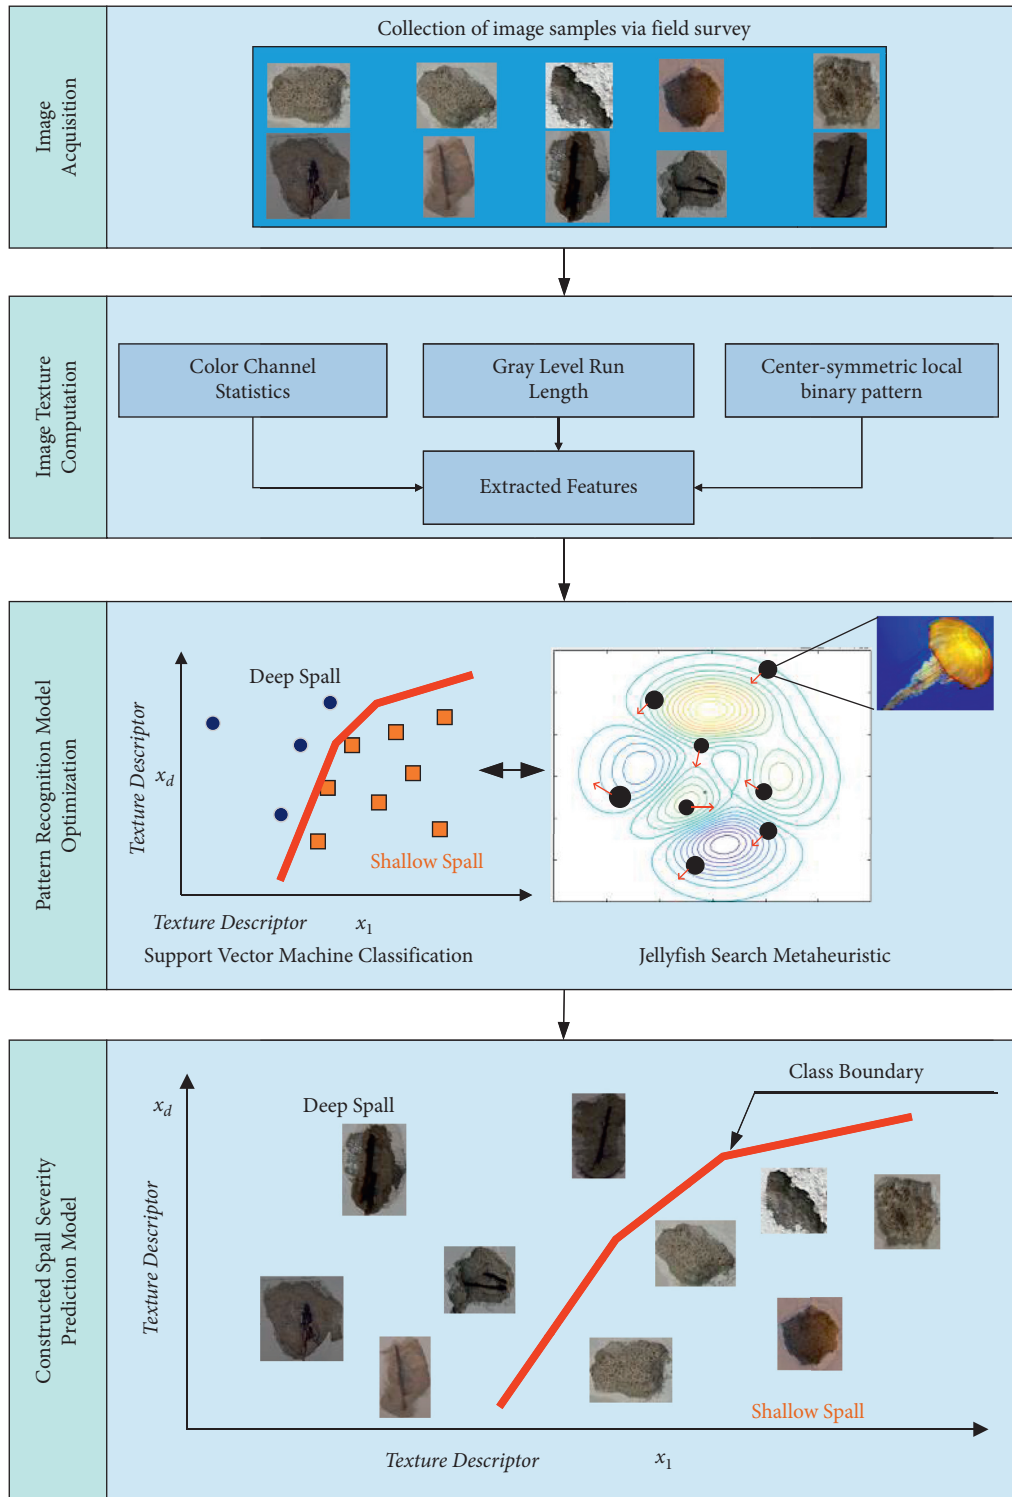 Image
Acquisition
Collection of image samples via field survey
Image Texture
Computation
Color Channel
Statistics
Gray Level Run
Length
Center-symmetric local
binary pattern
Extracted Features
Pattern Recognition Model
Optimization
Deep Spall
Texture Descriptor
x_d
Shallow Spall
Texture Descriptor x_1
Support Vector Machine Classification
Jellyfish Search Metaheuristic
Constructed Spall Severity
Prediction Model
Class Boundary
x_d
Deep Spall
Texture Descriptor
Shallow Spall
Texture Descriptor x_1